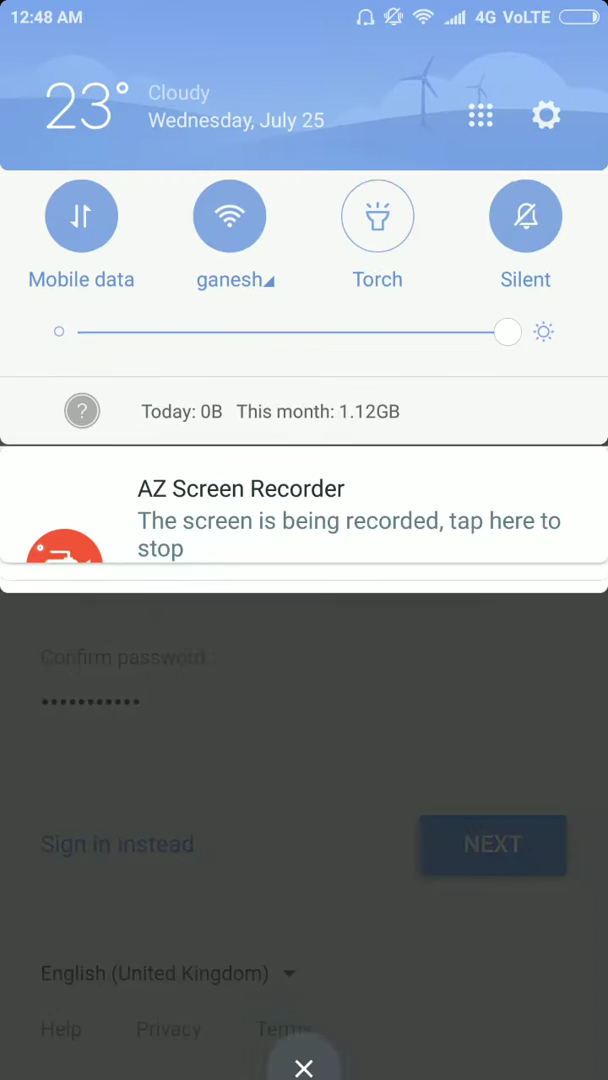 12:48 AM
4G VoLTE
23°
Cloudy
Wednesday, July 25
Mobile data
ganesh
Torch
Silent
?
Today: 0B This month: 1.12GB
AZ Screen Recorder
The screen is being recorded, tap here to
stop
Confirm password
Sign in instead
NEXT
English (United Kingdom)
Help
Privacy
Terms